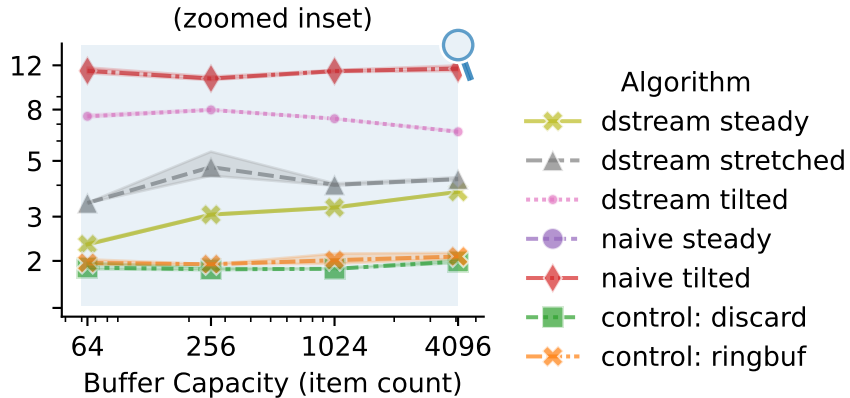 (zoomed inset)
12
8
5
3
2
64 256 1024 4096
Buffer Capacity (item count)
Algorithm
dstream steady
dstream stretched
dstream tilted
naive steady
naive tilted
control: discard
control: ringbuf